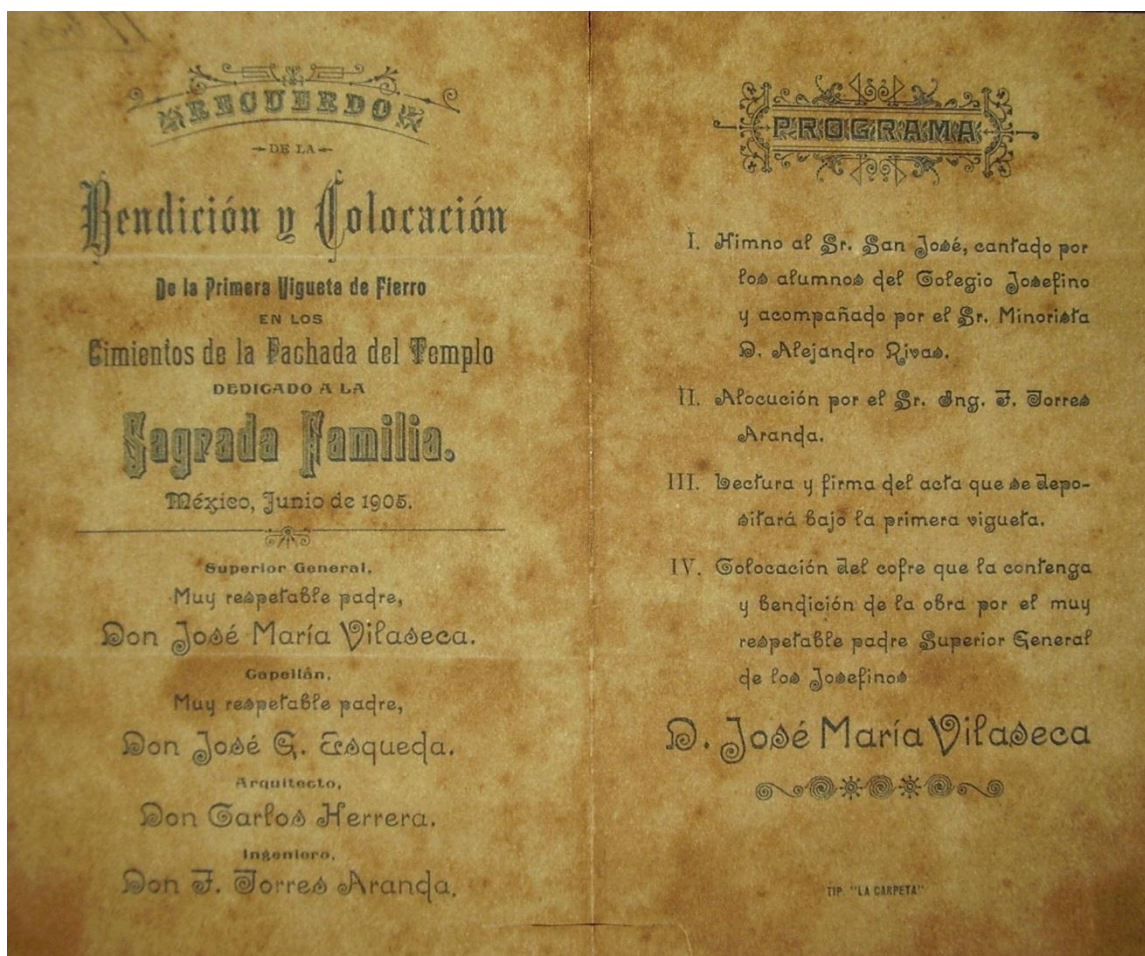 RECUERDO
DE LA
Bendición y Colocación
De la Primera Vigueta de Fierro
EN LOS
Cimientos de la Fachada del Templo
DEDICADO A LA
Sagrada Familia.
México, Junio de 1905.
Superior General,
Muy respetable padre,
Don José María Vilaseca.
Capellán,
Muy respetable padre,
Don José G. Esqueda.
Arquitecto,
Don Carlos Herrera.
Ingeniero,
Don F. Torres Aranda.
PROGRAMA
I. Himno al Sr. San José, cantado por
los alumnos del Colegio Josefino
y acompañado por el Sr. Minorista
D. Alejandro Rivas.
II. Alocución por el Sr. Ing. F. Torres
Aranda.
III. Lectura y firma del acta que se depo-
sitará bajo la primera vigueta.
IV. Colocación del cofre que la contenga
y bendición de la obra por el muy
respetable padre Superior General
de los Josefinos
D. José María Vilaseca
TIP. "LA CARPETA"